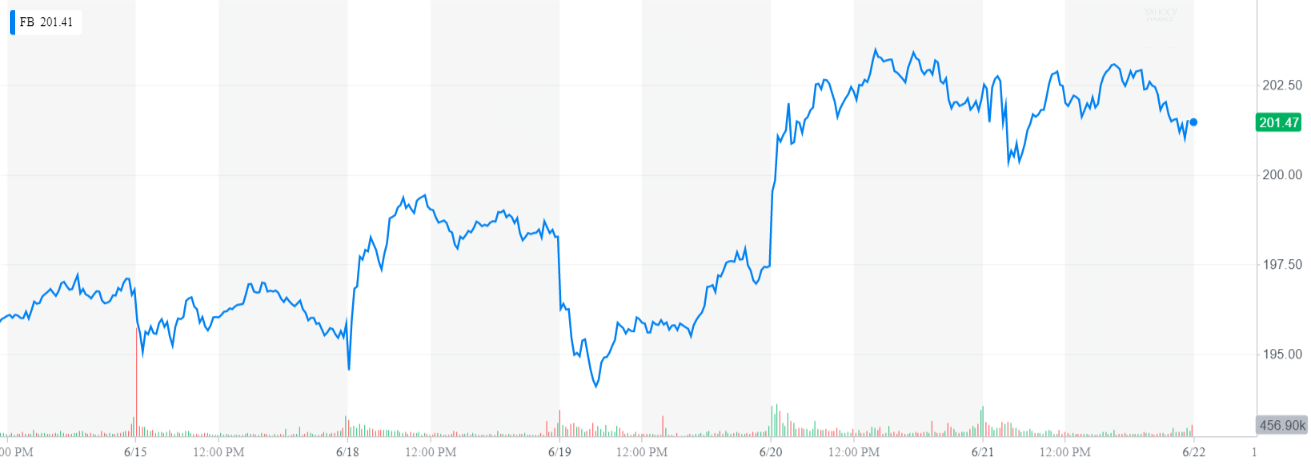 FB 201.41
YAHOO!
FINANCE
202.50
201.47
200.00
197.50
195.00
456.90k
:00 PM 6/15 12:00 PM 6/18 12:00 PM 6/19 12:00 PM 6/20 12:00 PM 6/21 12:00 PM 6/22 1